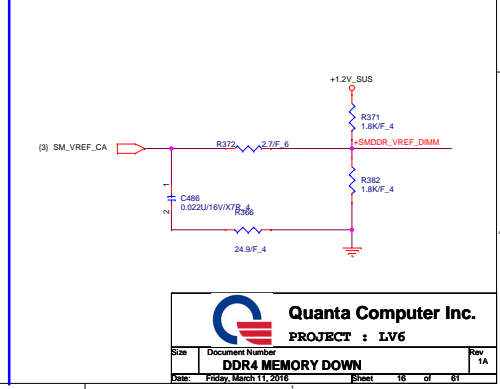 +1.2V_SUS
R371
1.8K/F_4
{3} SM_VREF_CA
R372
2.7/F_6
+SMDDR_VREF_DIMM
R382
1.8K/F_4
1
C486
0.022U/16V/X7R_4
2
R366
24.9/F_4
Quanta Computer Inc.
PROJECT : LV6
Size
Document Number
Rev
DDR4 MEMORY DOWN
1A
Date: Friday, March 11, 2016
Sheet 16 of 61
1